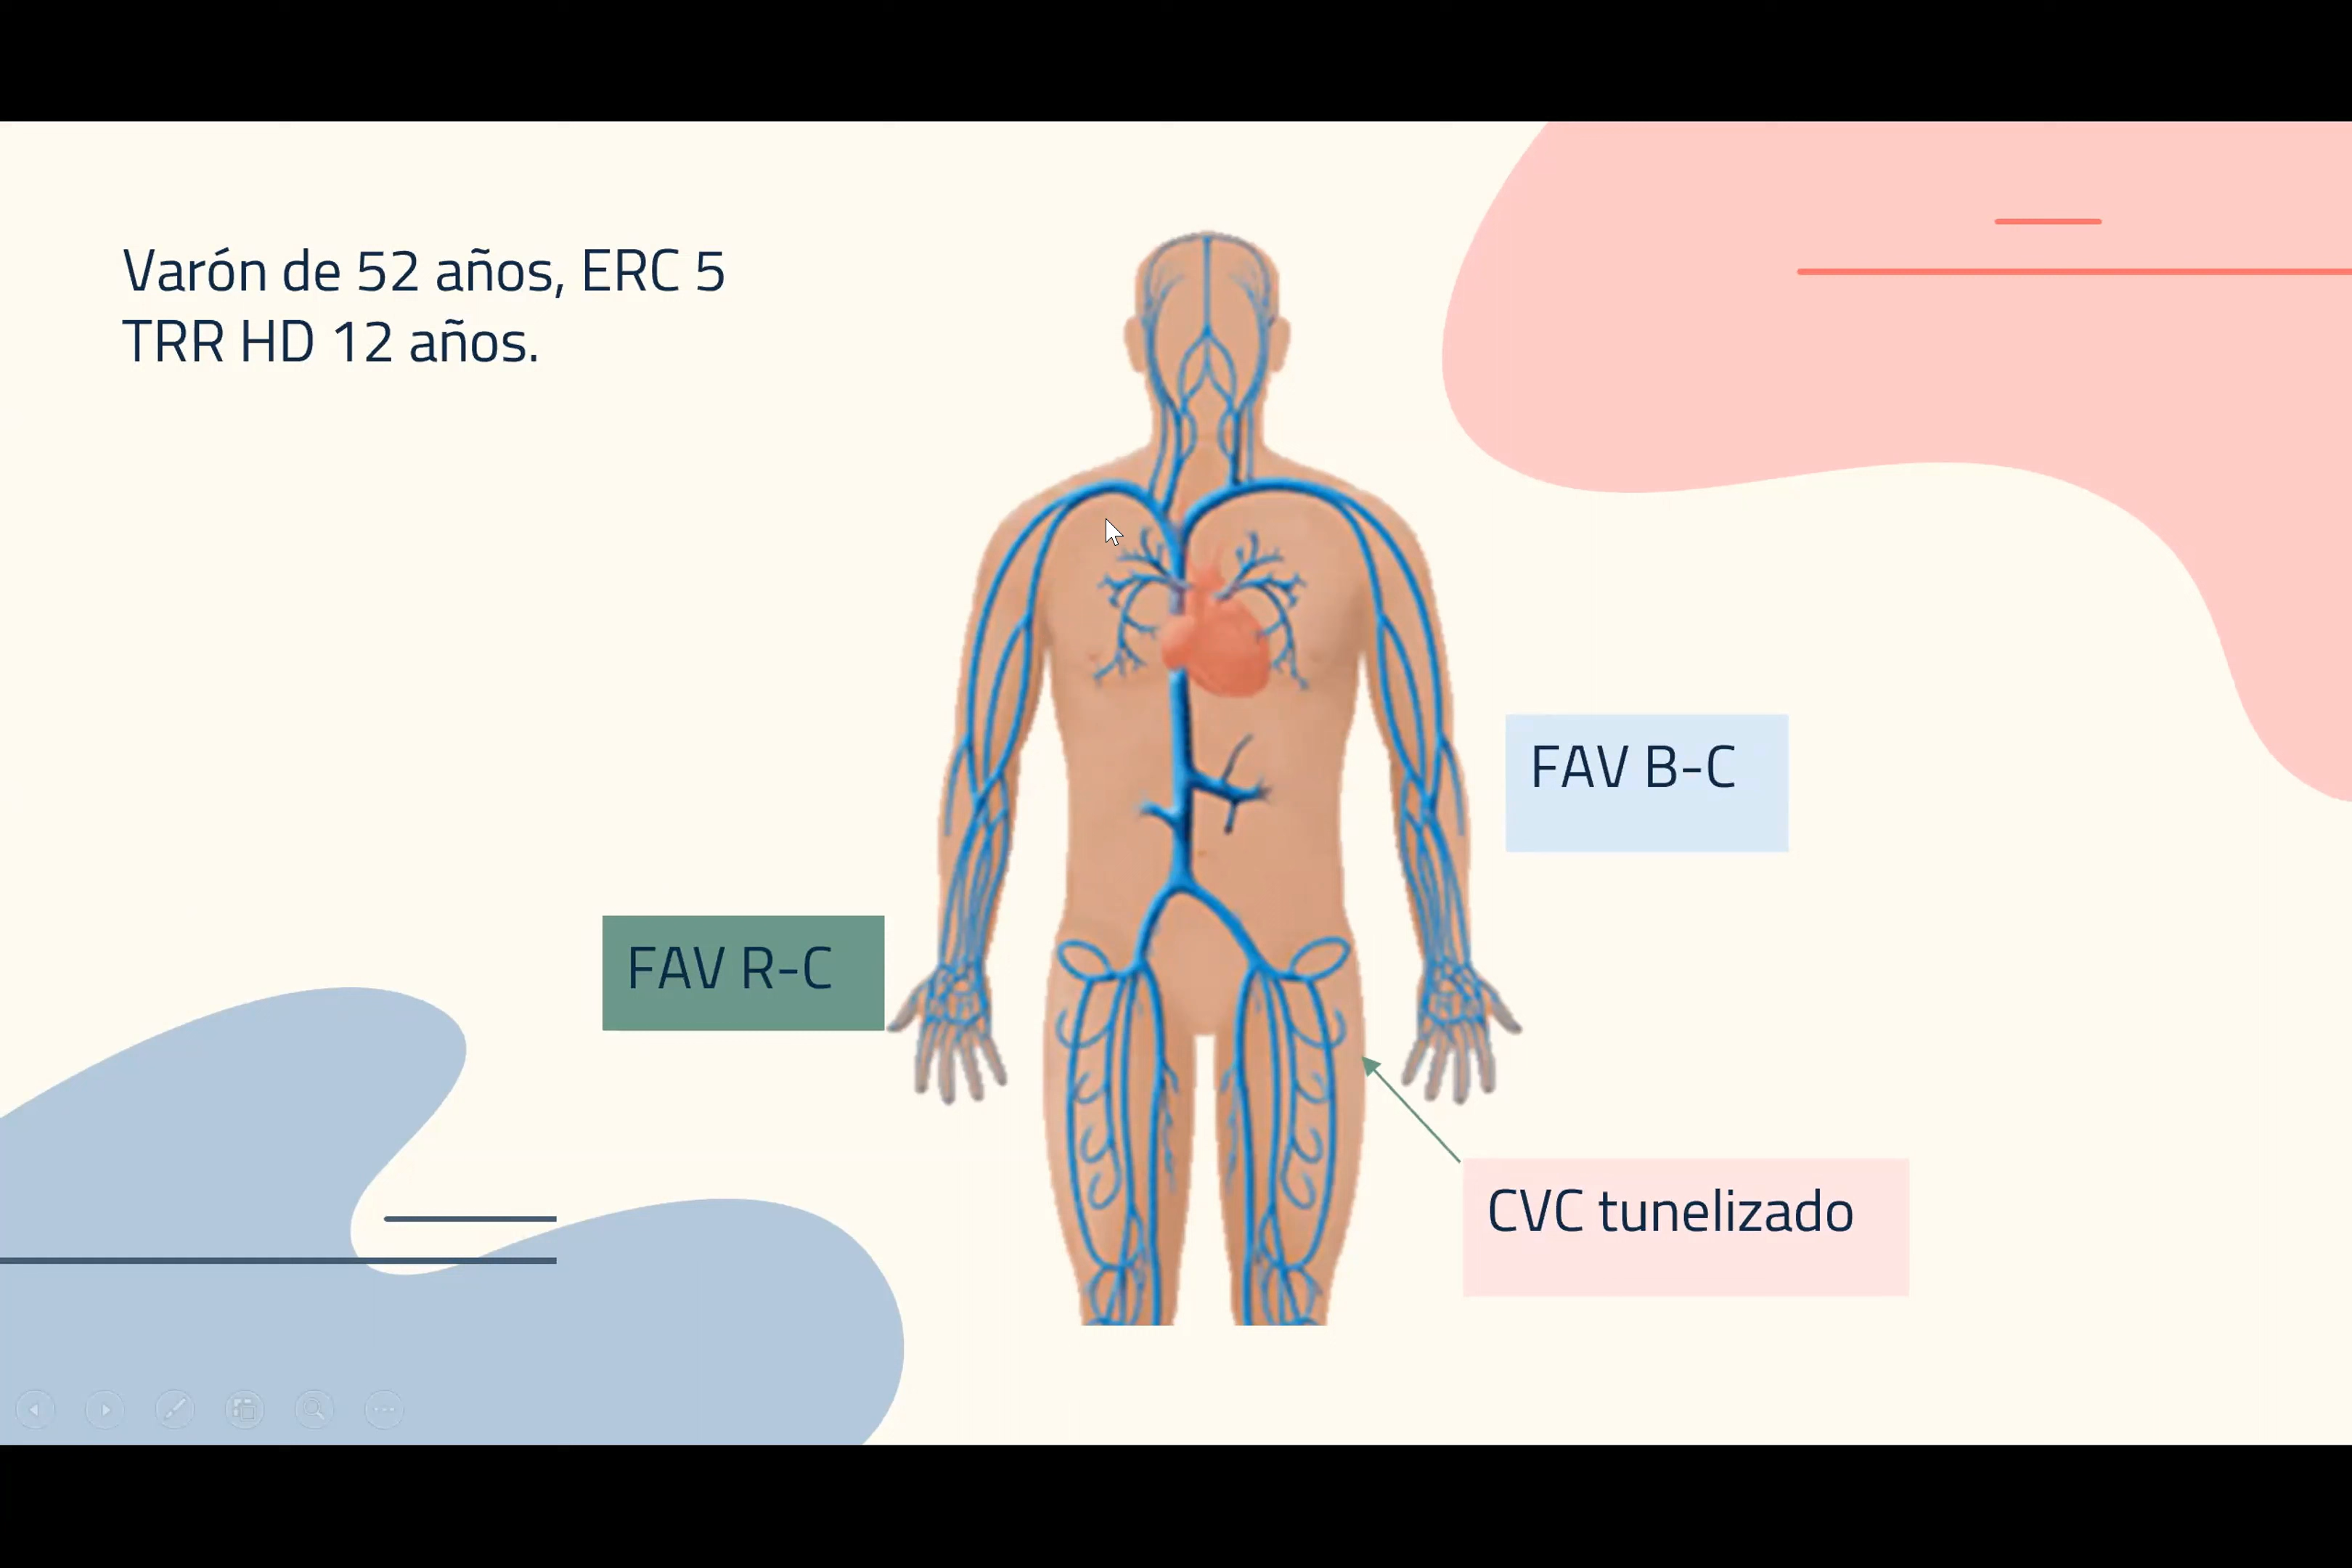 Varón de 52 años, ERC 5
TRR HD 12 años.
FAV B-C
FAV R-C
CVC tunelizado